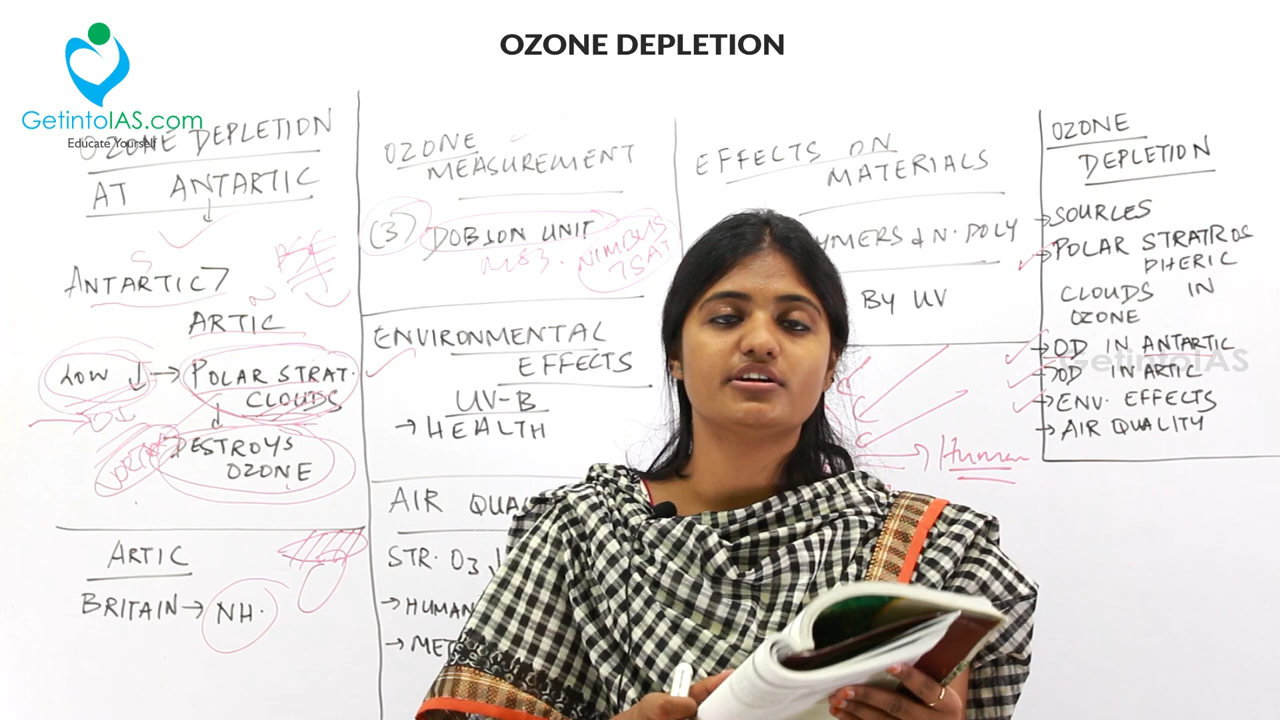 OZONE DEPLETION
GetintoIAS.com
Educate Yourself
OZONE DEPLETION
AT ANTARTIC
S
ANTARTIC >
N
ARTIC
LOW ↓ → POLAR STRAT.
CLOUDS
DESTROYS
OZONE
ARTIC
BRITAIN → NH.
OZONE
MEASUREMENT
(3) DOBSON UNIT
NIMBUS
7 SAT
ENVIRONMENTAL
EFFECTS
UV-B
→ HEALTH
AIR QUA
STR. O3
→ HUMAN
→ MET
EFFECTS ON
MATERIALS
YMERS & N. POLY
BY UV
→ Human
OZONE
DEPLETION
→ SOURCES
→ POLAR STRATROS
PHERIC
CLOUDS IN
OZONE
→ OD IN ANTARTIC
→ OD IN ARTIC
→ ENV. EFFECTS
→ AIR QUALITY
GetintoIAS